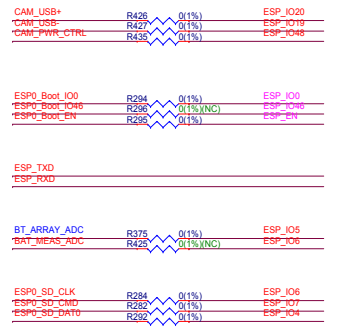 CAM_USB+ R426 0(1%) ESP_IO20
CAM_USB- R427 0(1%) ESP_IO19
CAM_PWR_CTRL R435 0(1%) ESP_IO48
ESP0_Boot_IO0 R294 0(1%) ESP_IO0
ESP0_Boot_IO46 R296 0(1%)(NC) ESP_IO46
ESP0_Boot_EN R295 0(1%) ESP_EN
ESP_TXD
ESP_RXD
BT_ARRAY_ADC R375 0(1%) ESP_IO5
BAT_MEAS_ADC R425 0(1%)(NC) ESP_IO6
ESP0_SD_CLK R284 0(1%) ESP_IO6
ESP0_SD_CMD R282 0(1%) ESP_IO7
ESP0_SD_DAT0 R292 0(1%) ESP_IO4